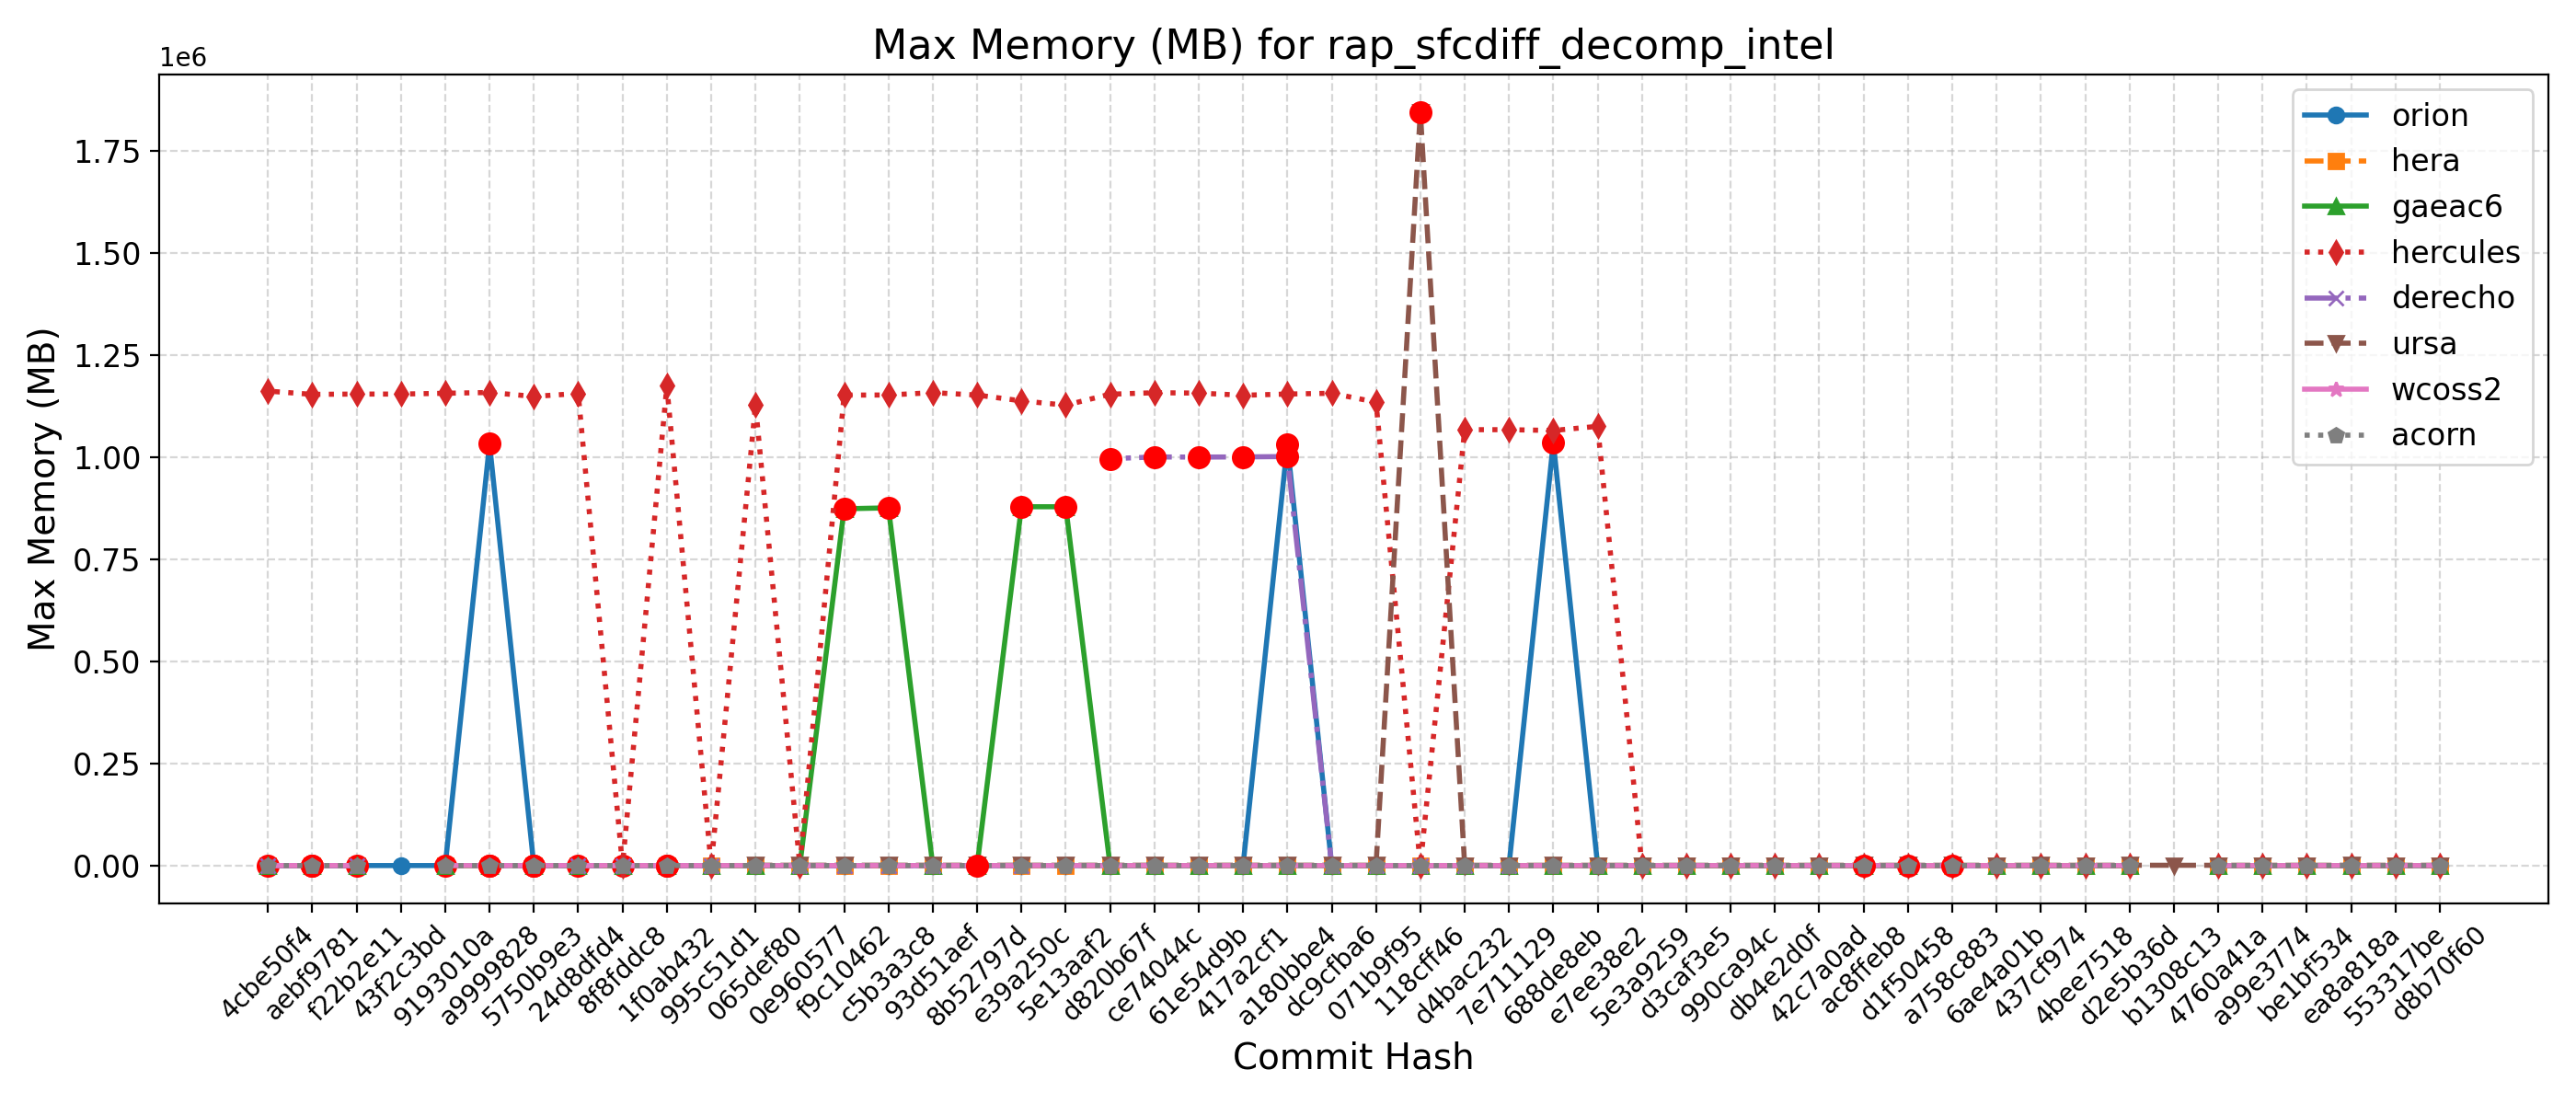 Max Memory (MB) for rap_sfcdiff_decomp_intel
1e6
1.75
1.50
1.25
1.00
0.75
0.50
0.25
0.00
Max Memory (MB)
orion
hera
gaeac6
hercules
derecho
ursa
wcoss2
acorn
4cbe50f4
aebf9781
f22b2e11
43f2c3bd
9193010a
a9999828
5750b9e3
24d8dfd4
8f8fddc8
1f0ab432
995c51d1
065def80
0e960577
f9c10462
c5b3a3c8
93d51aef
8b52797d
e39a250c
5e13aaf2
d820b67f
ce74044c
61e54d9b
417a2cf1
a180bbe4
dc9cfba6
071b9f95
118cff46
d4bac232
7e711129
688de8eb
e7ee38e2
5e3a9259
d3caf3e5
990ca94c
db4e2d0f
42c7a0ad
ac8ffeb8
d1f50458
a758c883
6ae4a01b
437cf974
4bee7518
d2e5b36d
b1308c13
4760a41a
a99e3774
be1bf534
ea8a818a
553317be
d8b70f60
Commit Hash